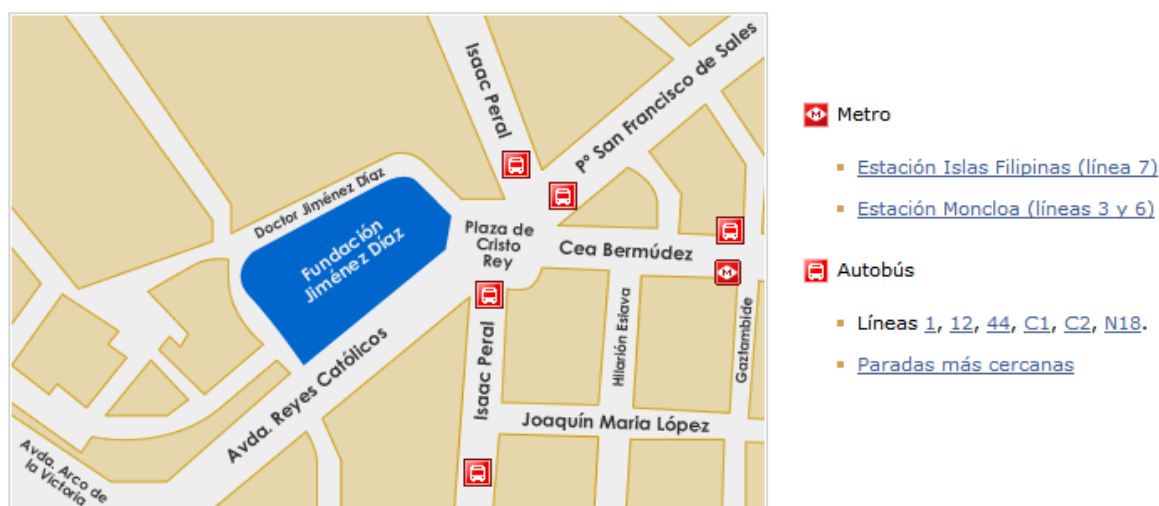 Isaac Peral
Pº San Francisco de Sales
Doctor Jiménez Díaz
Fundación
Jiménez Díaz
Plaza de
Cristo
Rey
Cea Bermúdez
Hilarión Eslava
Gaztambide
Isaac Peral
Avda. Reyes Católicos
Joaquín Maria López
Avda. Arco de
la Victoria
M
M Metro
Estación Islas Filipinas (línea 7)
Estación Moncloa (líneas 3 y 6)
Autobús
Líneas 1, 12, 44, C1, C2, N18.
Paradas más cercanas